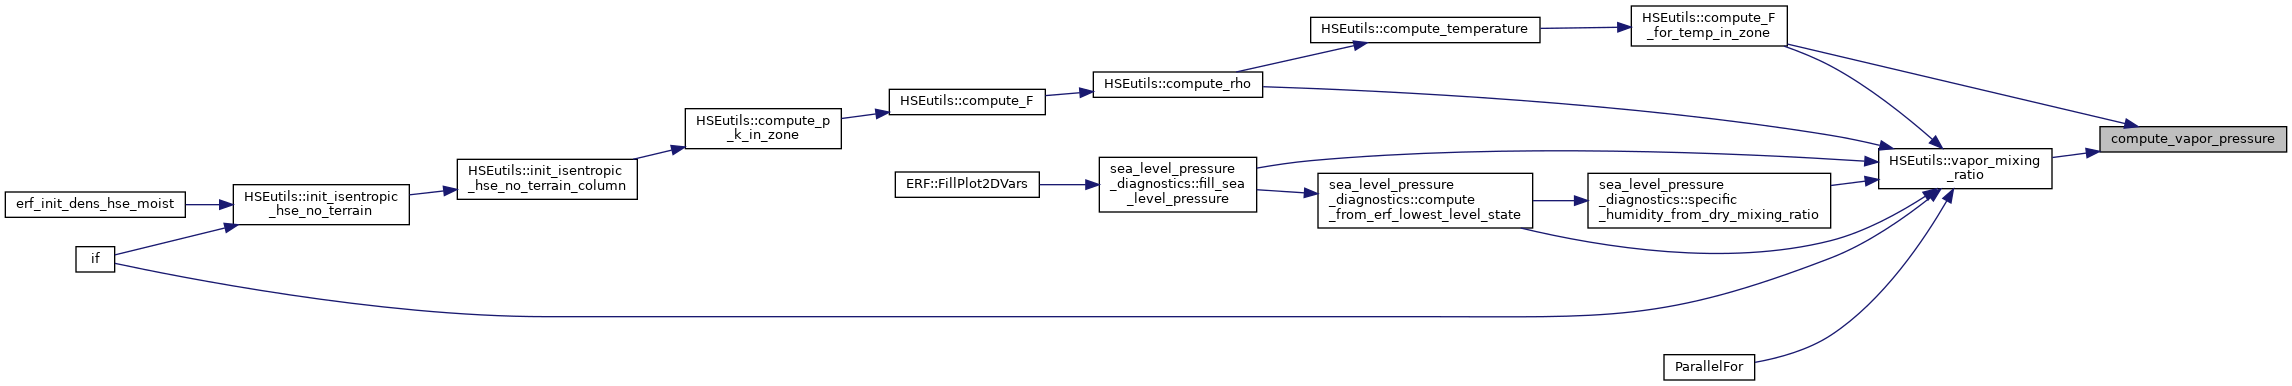 HSEutils::compute_F
_for_temp_in_zone
HSEutils::compute_temperature
HSEutils::compute_rho
HSEutils::compute_F
HSEutils::compute_p
_k_in_zone
compute_vapor_pressure
HSEutils::vapor_mixing
_ratio
sea_level_pressure
_diagnostics::fill_sea
_level_pressure
ERF::FillPlot2DVars
sea_level_pressure
_diagnostics::compute
_from_erf_lowest_level_state
sea_level_pressure
_diagnostics::specific
_humidity_from_dry_mixing_ratio
HSEutils::init_isentropic
_hse_no_terrain_column
HSEutils::init_isentropic
_hse_no_terrain
erf_init_dens_hse_moist
if
ParallelFor